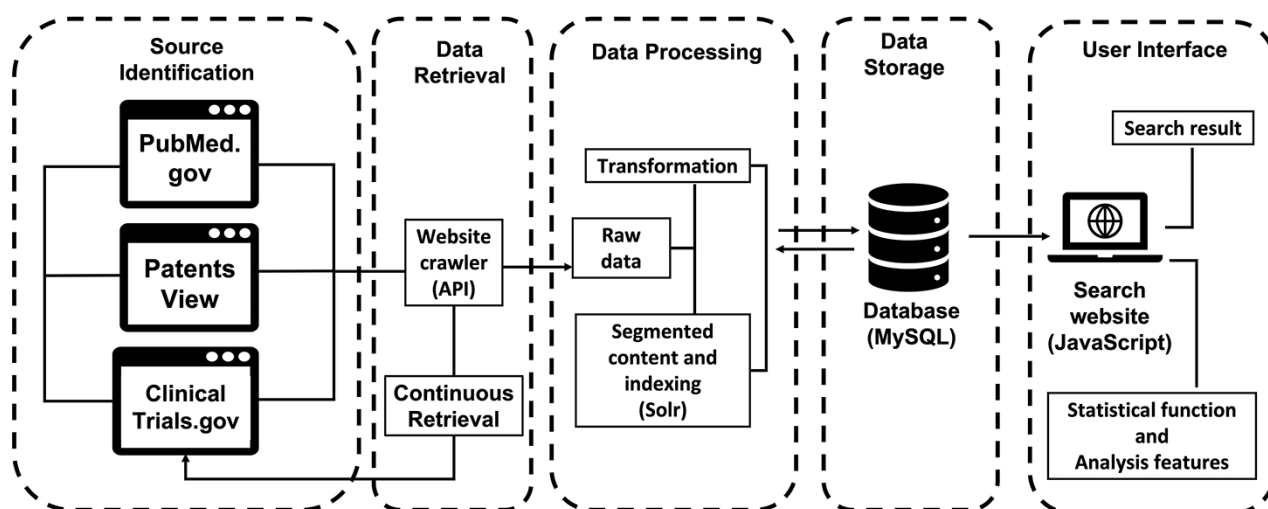 Source
Identification
PubMed.
gov
Patents
View
Clinical
Trials.gov
Data
Retrieval
Website
crawler
(API)
Continuous
Retrieval
Data Processing
Transformation
Raw
data
Segmented
content and
indexing
(Solr)
Data
Storage
Database
(MySQL)
User Interface
Search result
Search
website
(JavaScript)
Statistical function
and
Analysis features